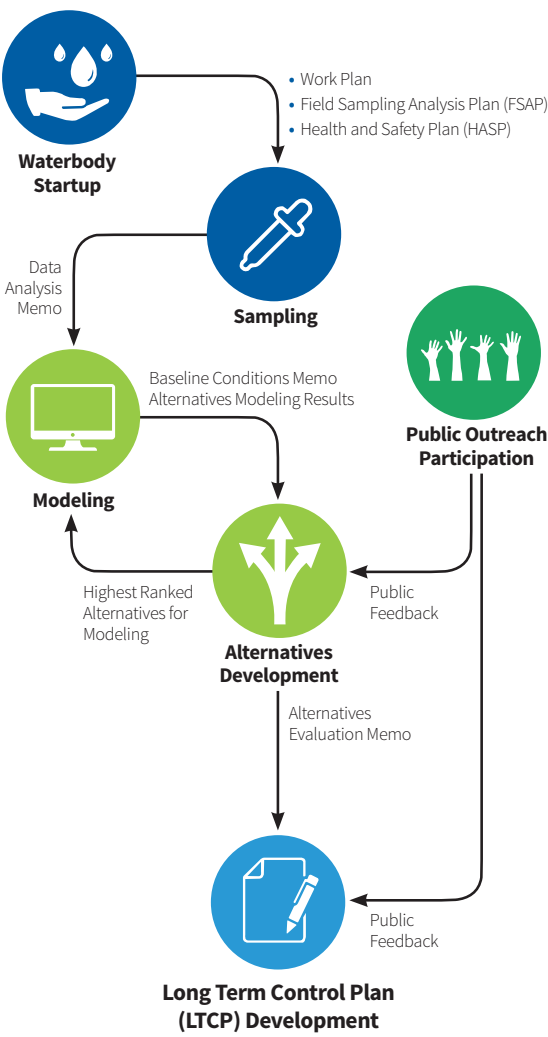 • Work Plan
• Field Sampling Analysis Plan (FSAP)
• Health and Safety Plan (HASP)
Waterbody
Startup
Sampling
Data
Analysis
Memo
Baseline Conditions Memo
Alternatives Modeling Results
Public Outreach
Participation
Modeling
Highest Ranked
Alternatives for
Modeling
Public
Feedback
Alternatives
Development
Alternatives
Evaluation Memo
Public
Feedback
Long Term Control Plan
(LTCP) Development